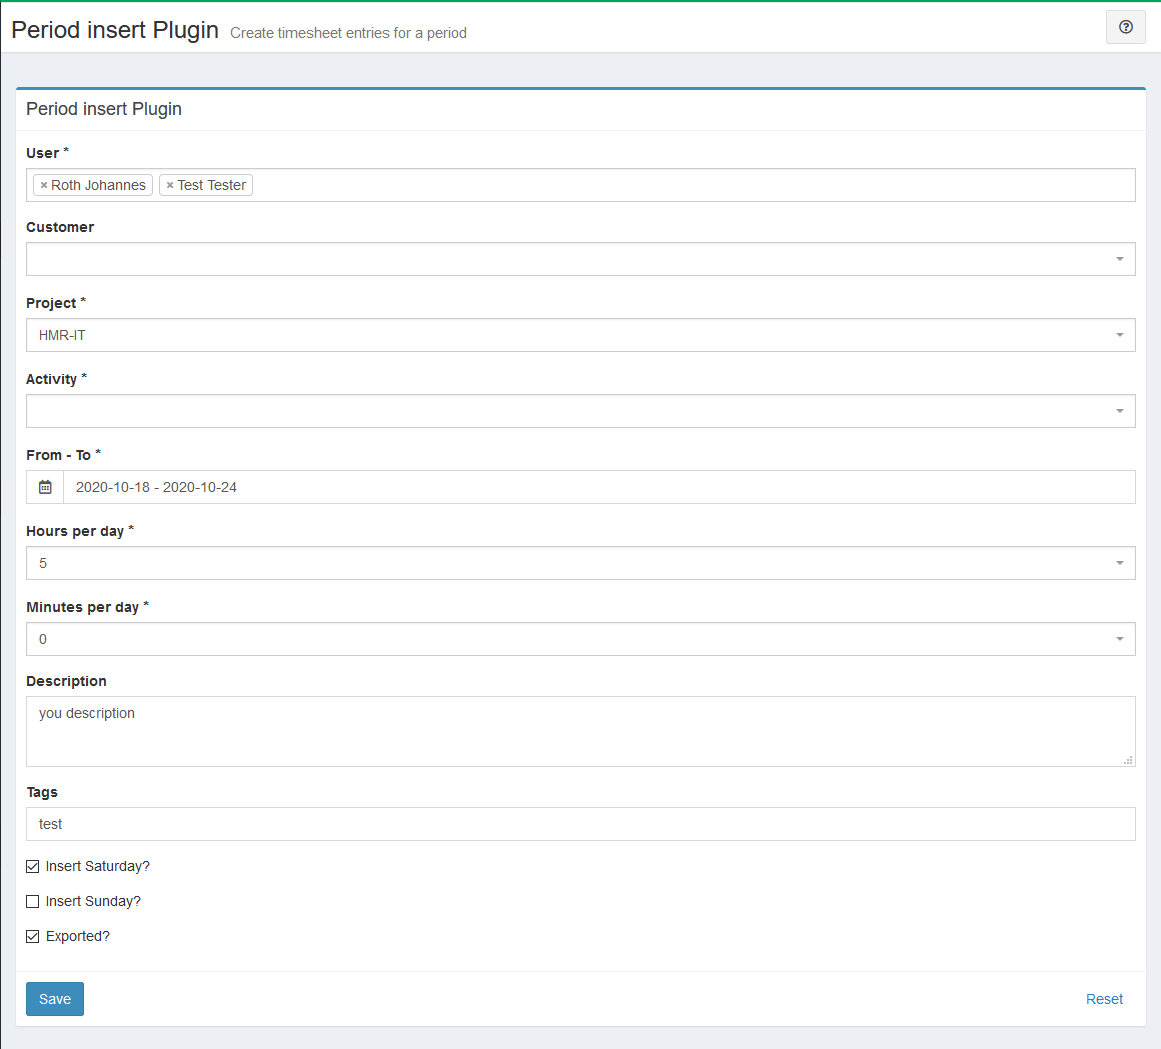 Period insert Plugin Create timesheet entries for a period
Period insert Plugin
User *
× Roth Johannes × Test Tester
Customer
Project *
HMR-IT
Activity *
From - To *
2020-10-18 - 2020-10-24
Hours per day *
5
Minutes per day *
0
Description
you description
Tags
test
Insert Saturday?
Insert Sunday?
Exported?
Save Reset